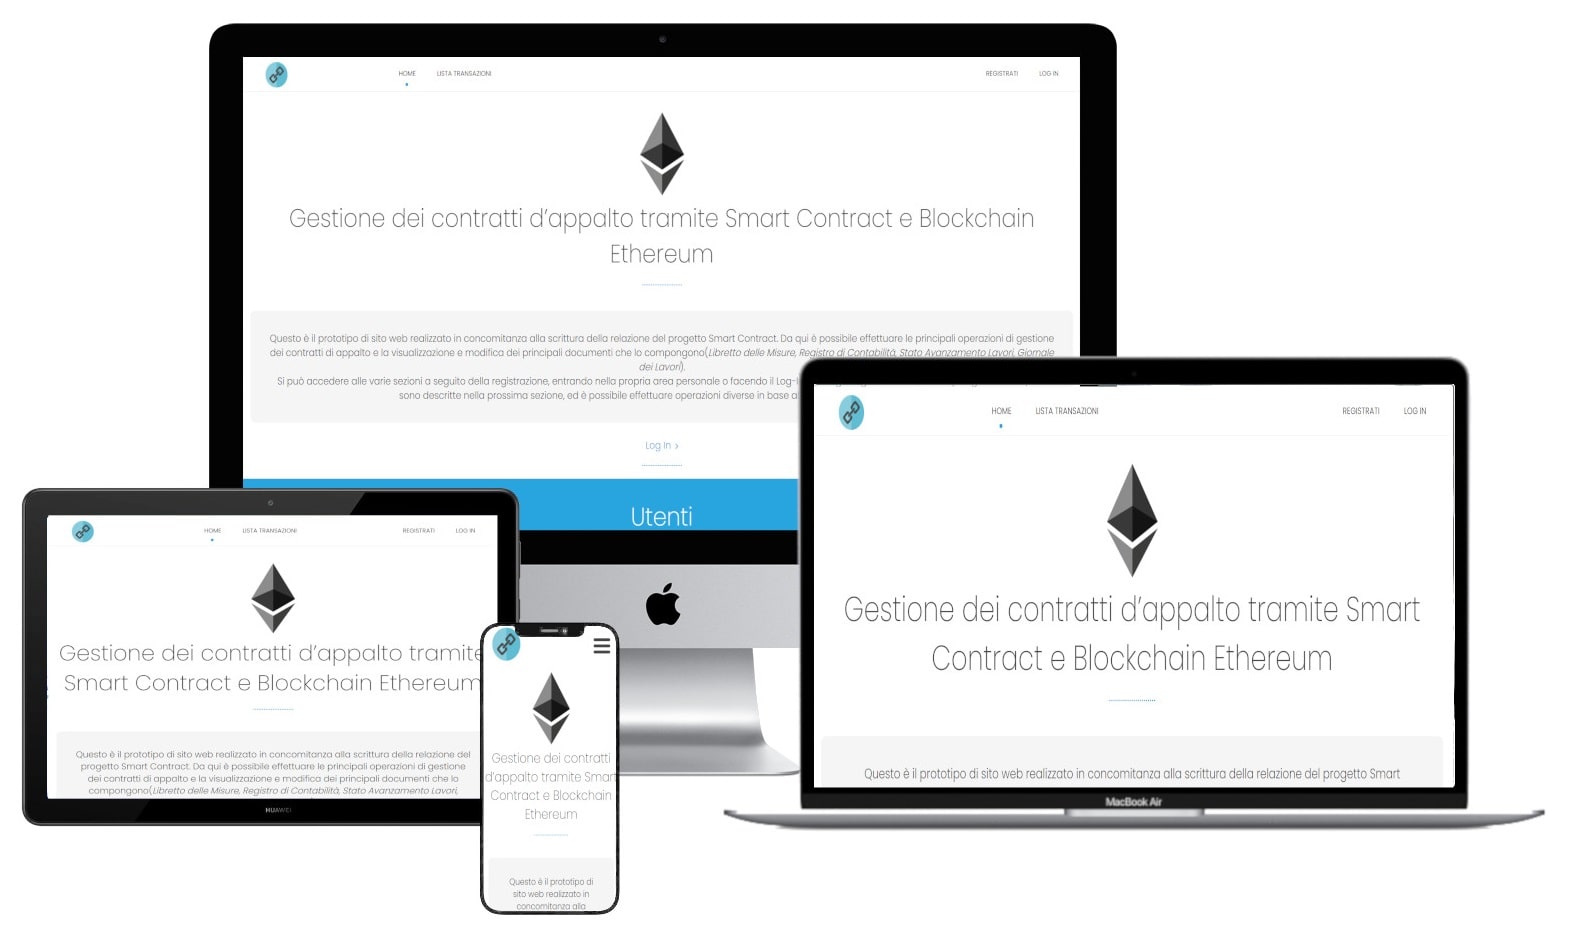 HOME LISTA TRANSAZIONI REGISTRATI LOG IN
Gestione dei contratti d'appalto tramite Smart Contract e Blockchain
Ethereum
Questo è il prototipo di sito web realizzato in concomitanza alla scrittura della relazione del progetto Smart Contract. Da qui è possibile effettuare le principali operazioni di gestione
dei contratti di appalto e la visualizzazione e modifica dei principali documenti che lo compongono(Libretto delle Misure, Registro di Contabilità, Stato Avanzamento Lavori, Giornale
dei Lavori).
Si può accedere alle varie sezioni a seguito della registrazione, entrando nella propria area personale o facendo il Log-
sono descritte nella prossima sezione, ed è possibile effettuare operazioni diverse in base
Log In >
Utenti
HOME LISTA TRANSAZIONI REGISTRATI LOG IN
Gestione dei contratti d'appalto tramite Smart
Contract e Blockchain Ethereum
Questo è il prototipo di sito web realizzato in concomitanza alla scrittura della relazione del progetto Smart
MacBook Air
HOME LISTA TRANSAZIONI REGISTRATI LOG IN
Gestione dei contratti d'appalto tramite
Smart Contract e Blockchain Ethereum
Questo è il prototipo di sito web realizzato in concomitanza alla scrittura della relazione del
progetto Smart Contract. Da qui è possibile effettuare le principali operazioni di gestione
dei contratti di appalto e la visualizzazione e modifica dei principali documenti che lo
compongono(Libretto delle Misure, Registro di Contabilità, Stato Avanzamento Lavori,
HUAWEI
Gestione dei contratti
d'appalto tramite Smart
Contract e Blockchain
Ethereum
Questo è il prototipo di
sito web realizzato in
concomitanza alla